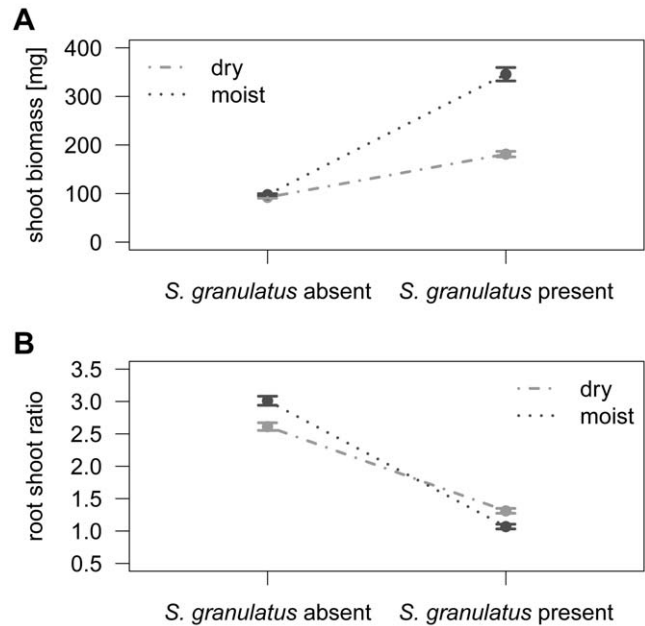 A
shoot biomass [mg]
400
300
200
100
0
dry
moist
S. granulatus absent
S. granulatus present
B
root shoot ratio
3.5
3.0
2.5
2.0
1.5
1.0
0.5
dry
moist
S. granulatus absent
S. granulatus present